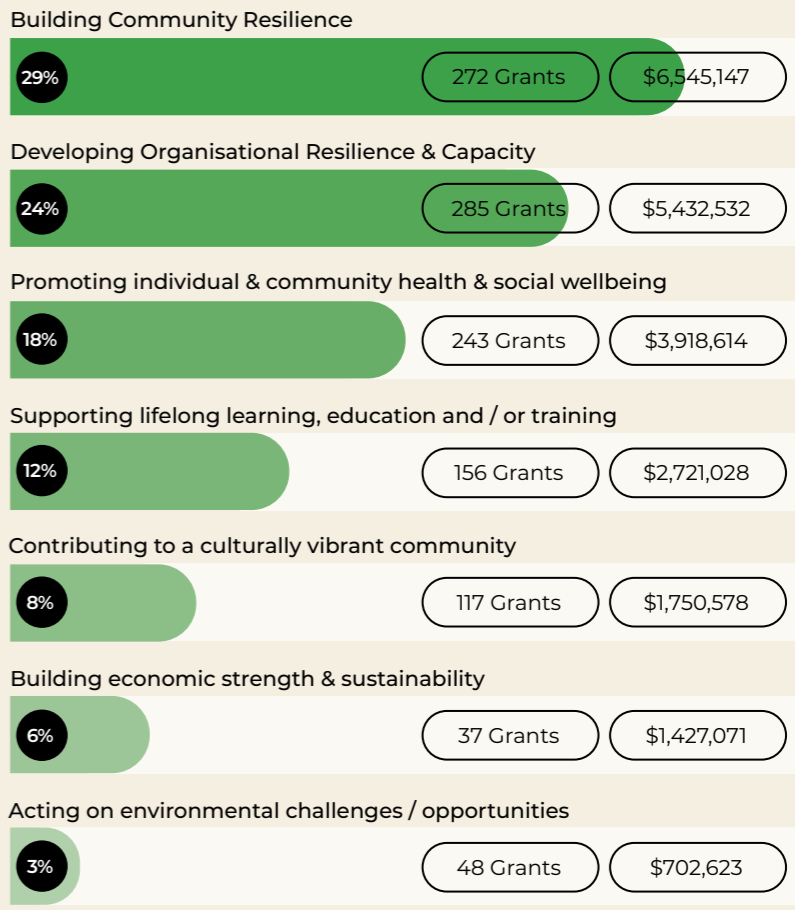 Building Community Resilience
29% 272 Grants $6,545,147
Developing Organisational Resilience & Capacity
24% 285 Grants $5,432,532
Promoting individual & community health & social wellbeing
18% 243 Grants $3,918,614
Supporting lifelong learning, education and / or training
12% 156 Grants $2,721,028
Contributing to a culturally vibrant community
8% 117 Grants $1,750,578
Building economic strength & sustainability
6% 37 Grants $1,427,071
Acting on environmental challenges / opportunities
3% 48 Grants $702,623